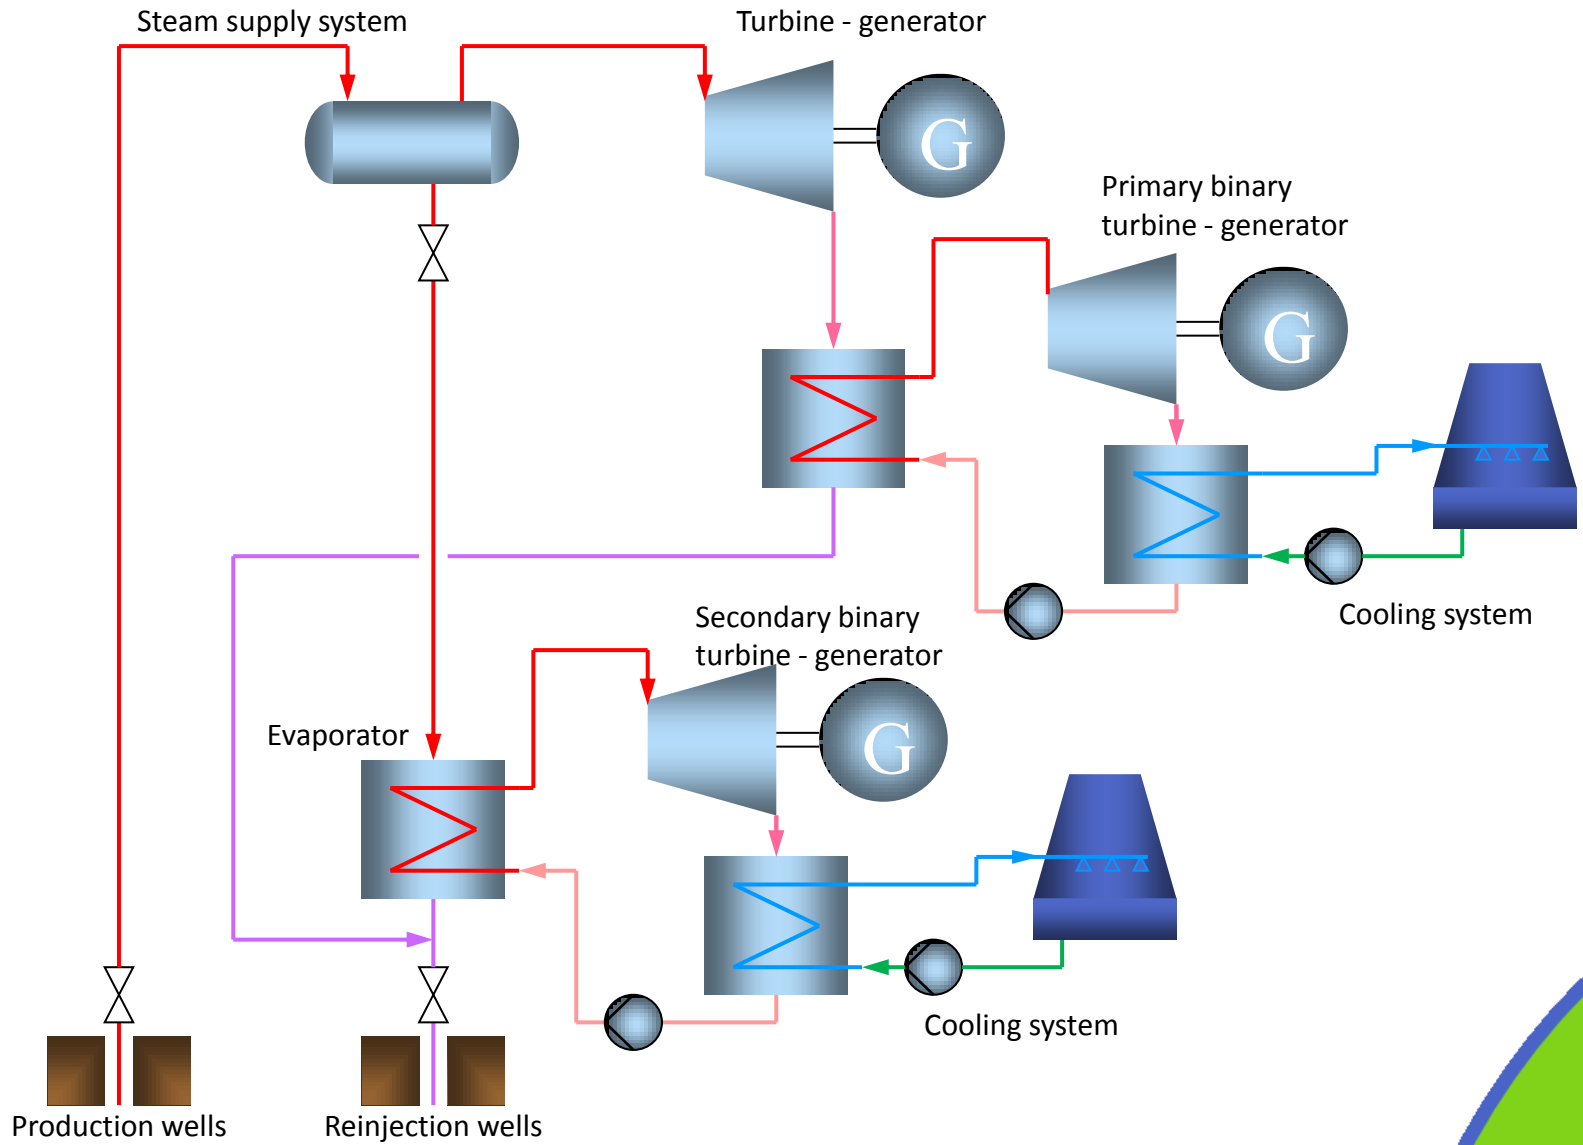 Steam supply system
Turbine - generator
G
Primary binary
turbine - generator
G
Cooling system
Secondary binary
turbine - generator
G
Evaporator
Cooling system
Production wells
Reinjection wells